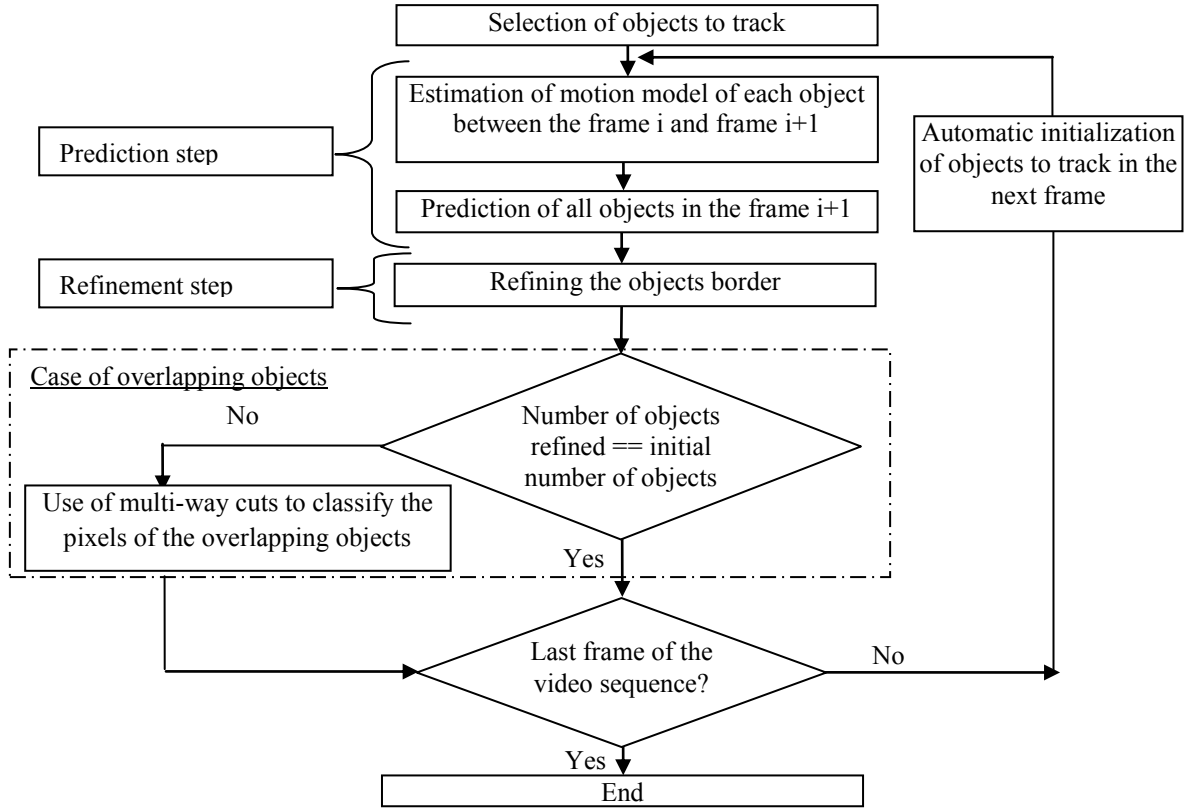 Selection of objects to track
Estimation of motion model of each object
between the frame i and frame i+1
Automatic initialization
of objects to track in the
next frame
Prediction step
Prediction of all objects in the frame i+1
Refinement step
Refining the objects border
Case of overlapping objects
No
Number of objects
refined == initial
number of objects
Use of multi-way cuts to classify the
pixels of the overlapping objects
Yes
Last frame of the
video sequence?
No
Yes
End